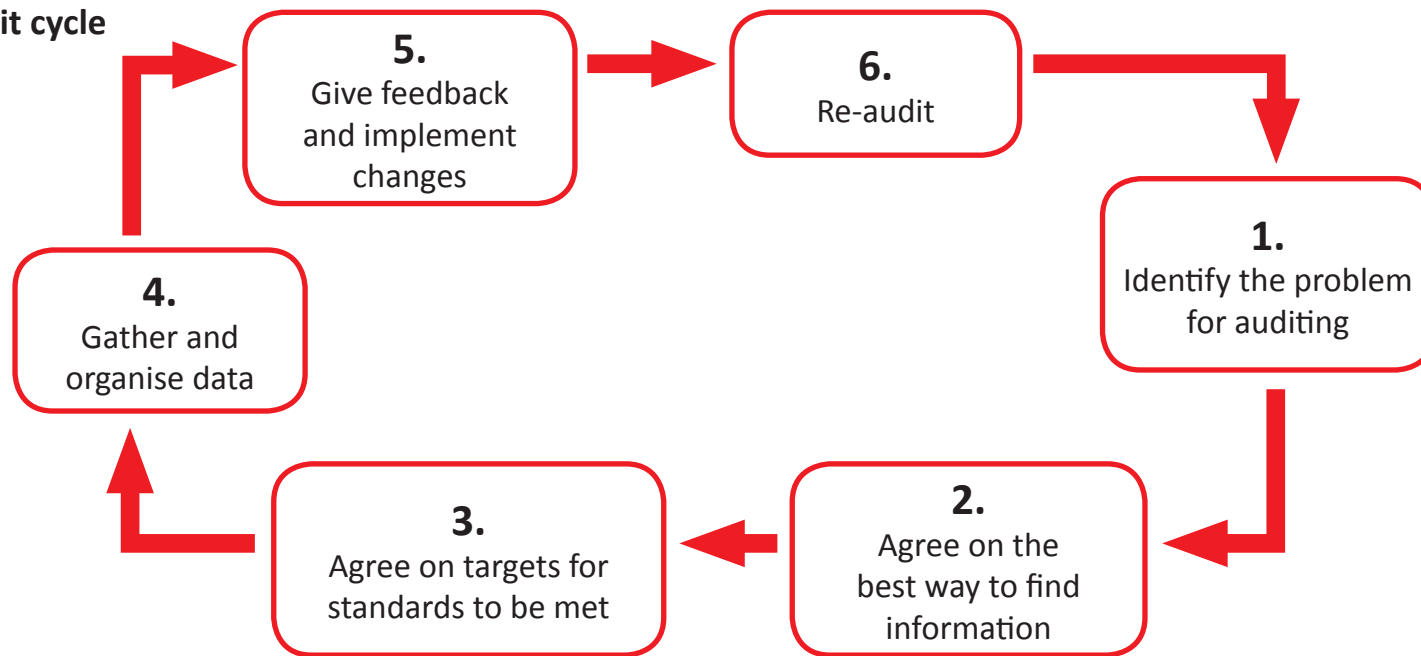 it cycle
5.
Give feedback
and implement
changes
6.
Re-audit
1.
Identify the problem
for auditing
4.
Gather and
organise data
3.
Agree on targets for
standards to be met
2.
Agree on the
best way to find
information